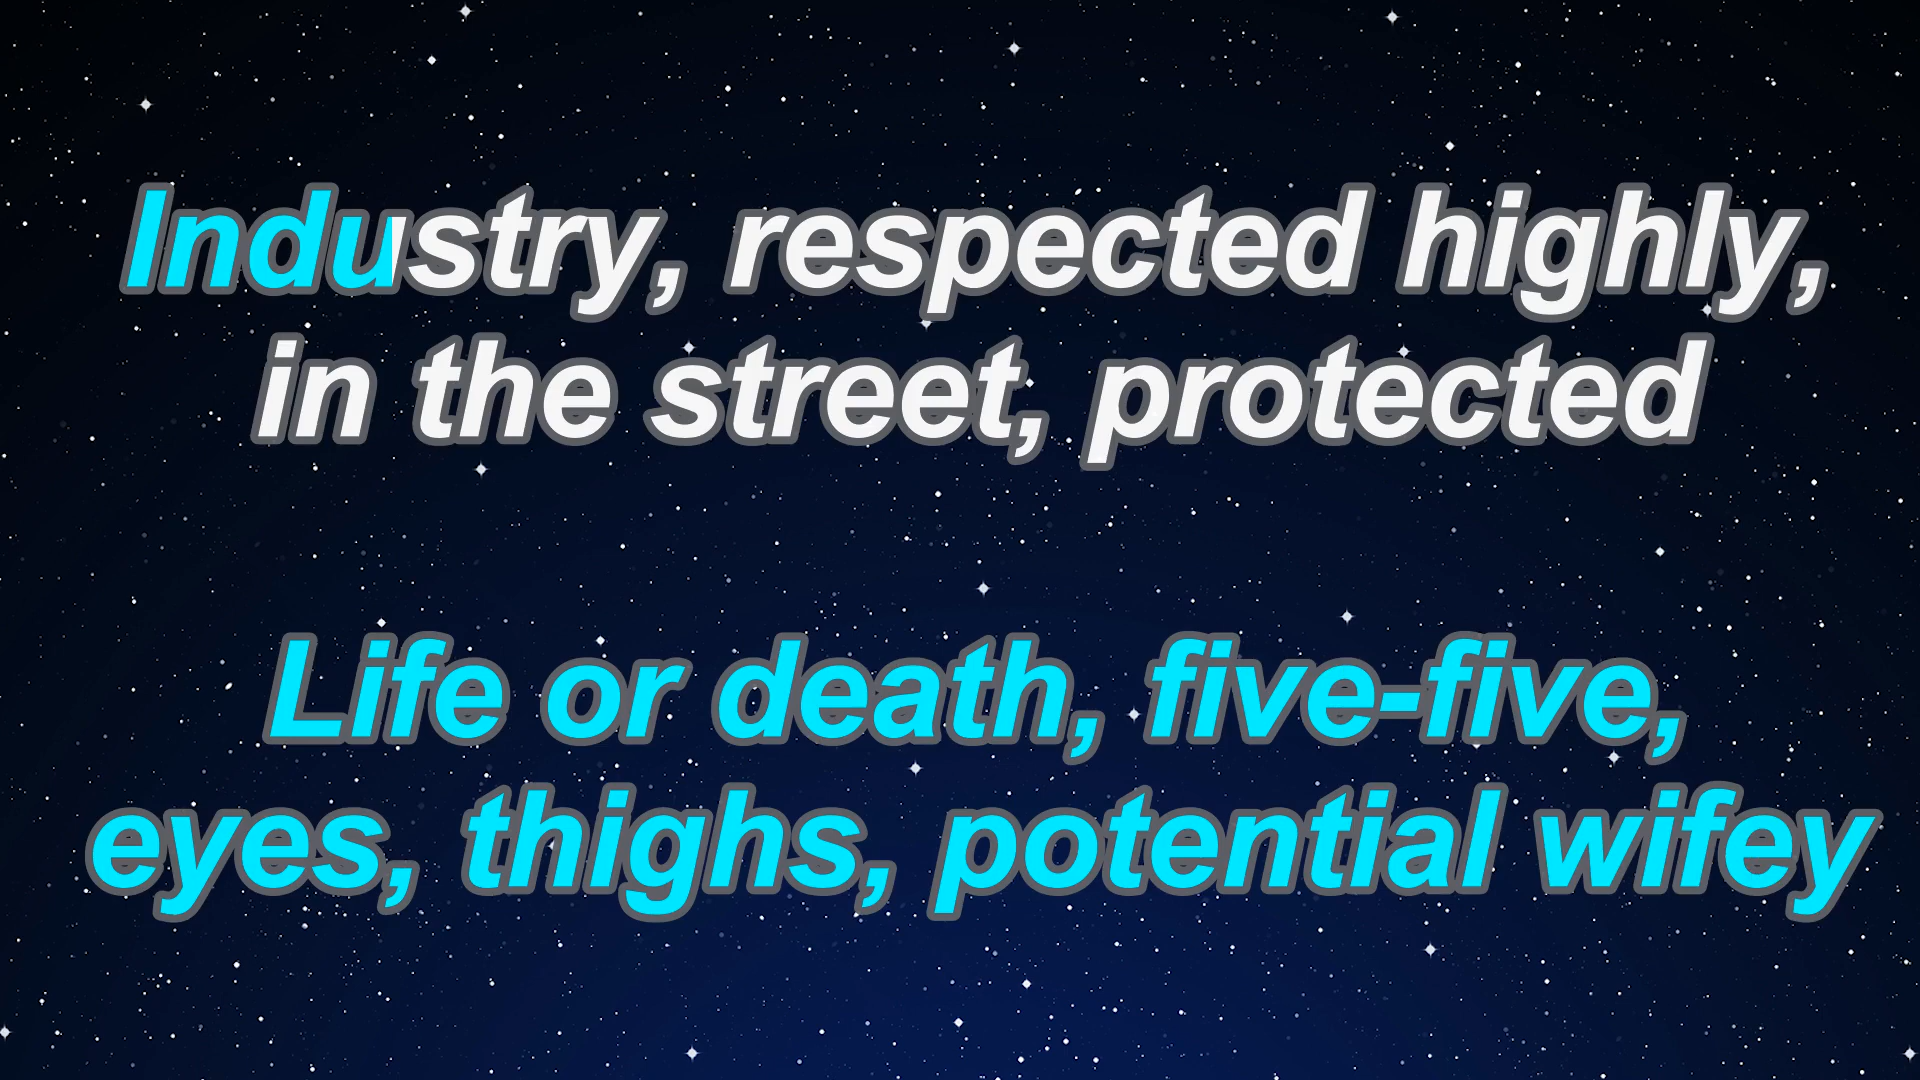 Industry, respected highly,
in the street, protected
Life or death, five-five,
eyes, thighs, potential wifey